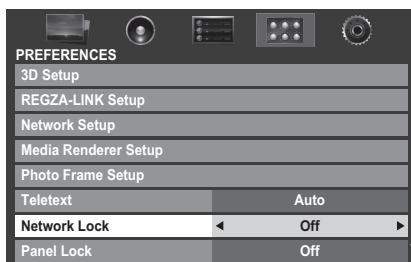 PREFERENCES
3D Setup
REGZA-LINK Setup
Network Setup
Media Renderer Setup
Photo Frame Setup
Teletext Auto
Network Lock ◀ Off ▶
Panel Lock Off